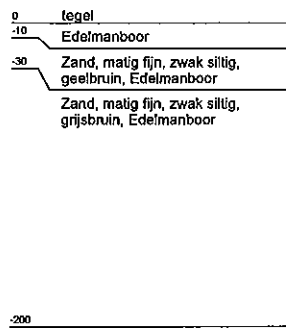 0 tegel
-10 Edelmanboor
-30 Zand, matig fijn, zwak siltig,
geelbruin, Edelmanboor
Zand, matig fijn, zwak siltig,
grijsbruin, Edelmanboor
-200